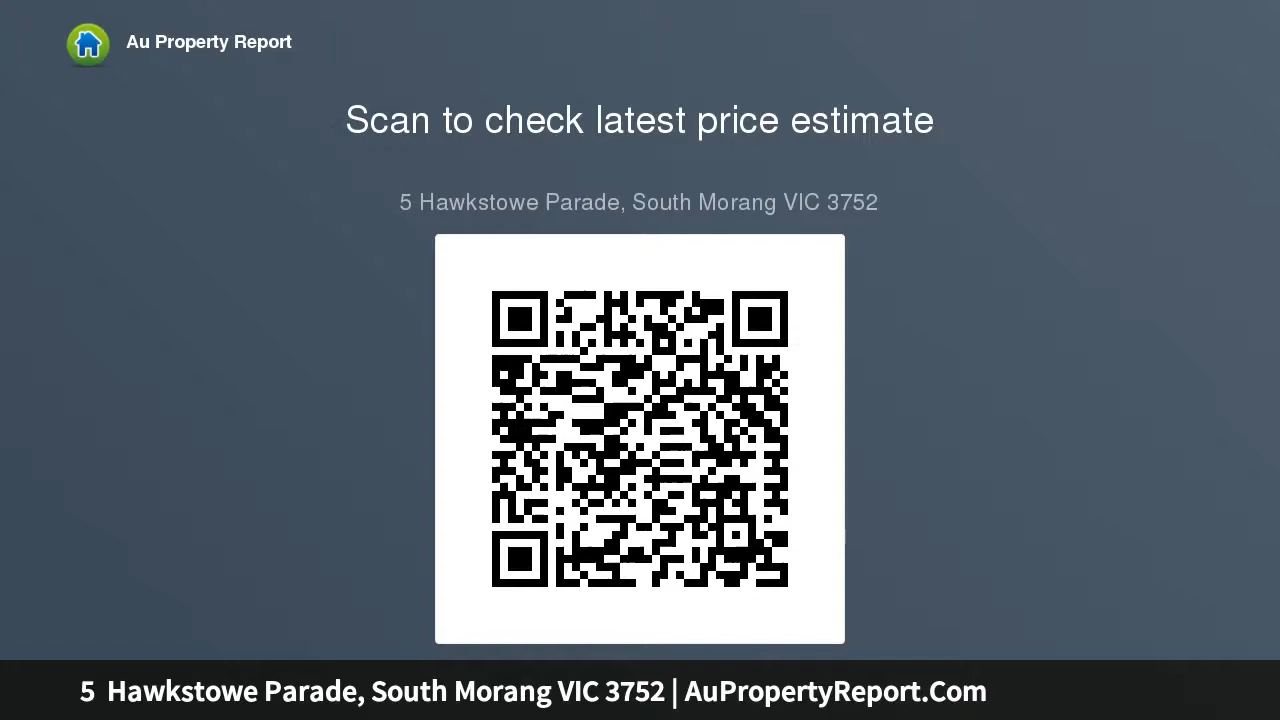 Au Property Report
Scan to check latest price estimate
5 Hawkstowe Parade, South Morang VIC 3752
5 Hawkstowe Parade, South Morang VIC 3752 | AuPropertyReport.Com